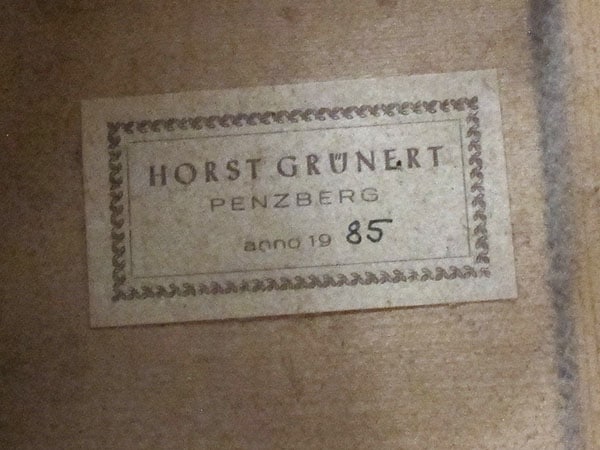 HORST GRÜNERT
PENZBERG
anno 19 85